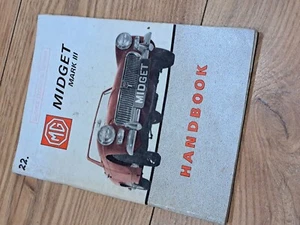 22.
MG
MIDGET
MARK III
MIDGET
HANDBOOK